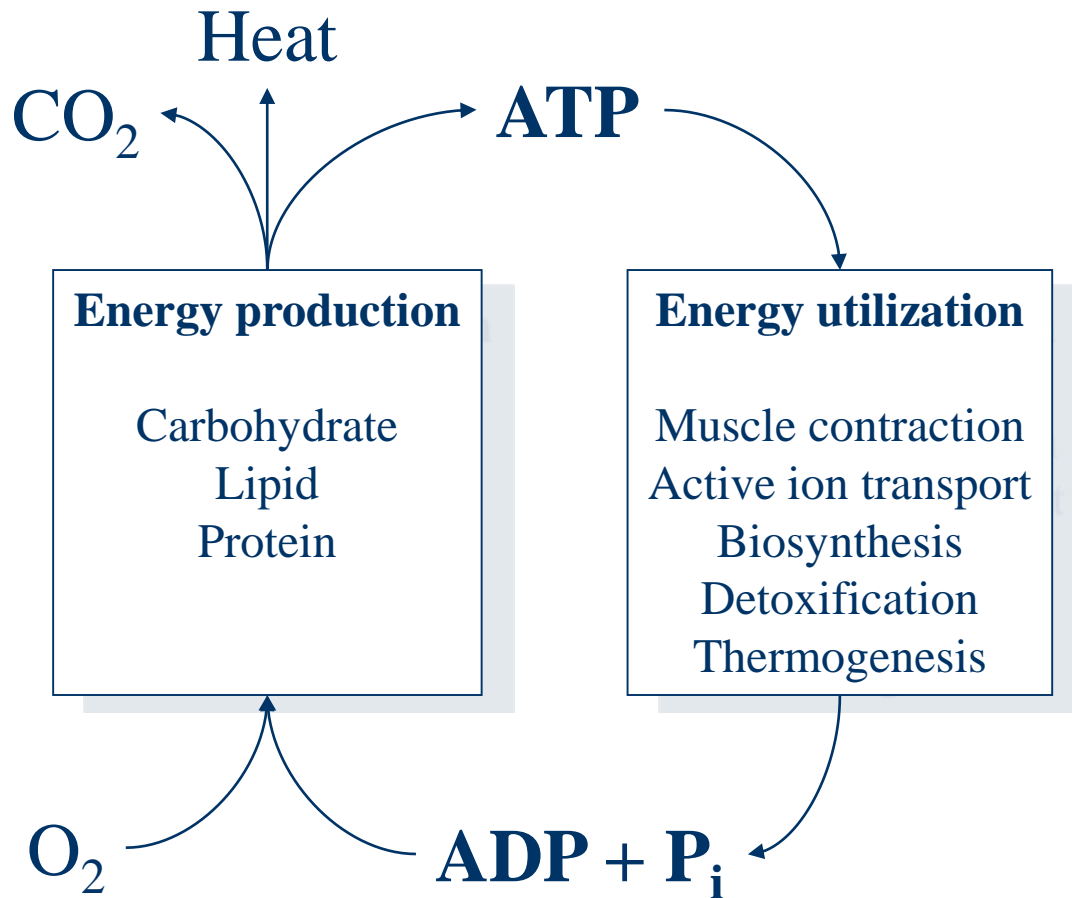 Heat
CO₂
ATP
Energy production
Carbohydrate
Lipid
Protein
Energy utilization
Muscle contraction
Active ion transport
Biosynthesis
Detoxification
Thermogenesis
O₂
ADP + Pᵢ